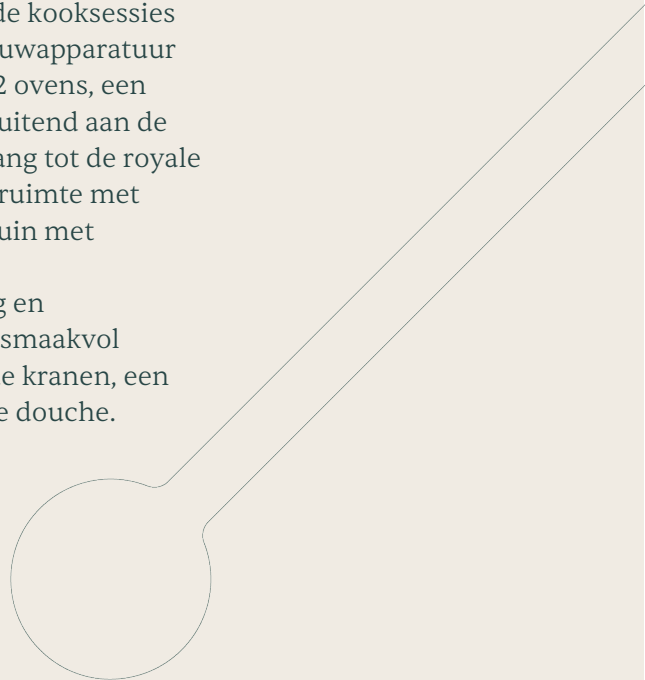 de kooksessies
uwapparatuur
2 ovens, een
uitend aan de
ang tot de royale
ruimte met
uin met
g en
smaakvol
e kranen, een
e douche.